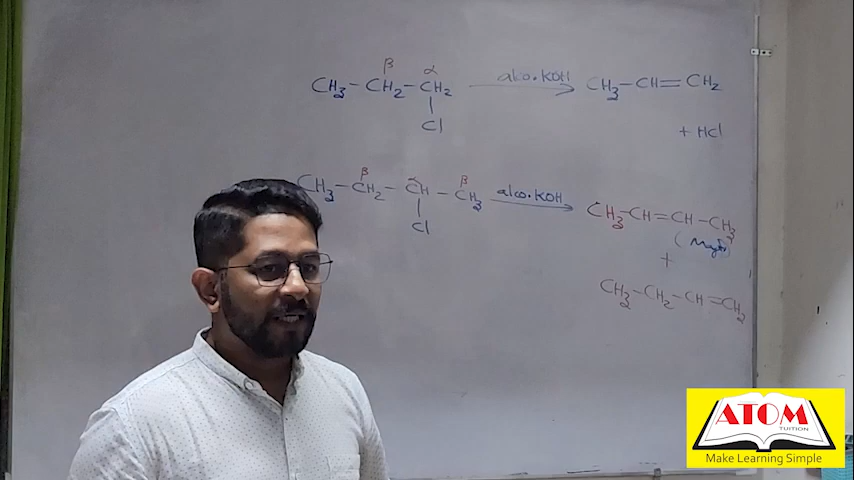 β α
CH3-CH2-CH2 alco.KOH CH3-CH=CH2
Cl
+ HCl
β α β
CH3-CH2-CH-CH3 alco.KOH CH3-CH=CH-CH3
Cl
(Major)
+
CH3-CH2-CH=CH2
ATOM
TUITION
Make Learning Simple